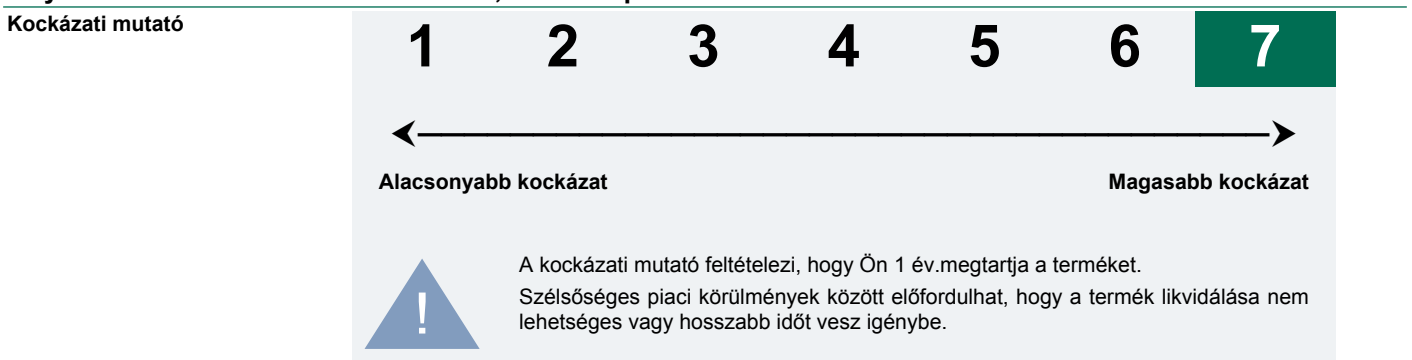 Kockázati mutató
1 2 3 4 5 6 7
Alacsonyabb kockázat Magasabb kockázat
A kockázati mutató feltételezi, hogy Ön 1 év.megtartja a terméket.
Szélsőséges piaci körülmények között előfordulhat, hogy a termék likvidálása nem
lehetséges vagy hosszabb időt vesz igénybe.
!